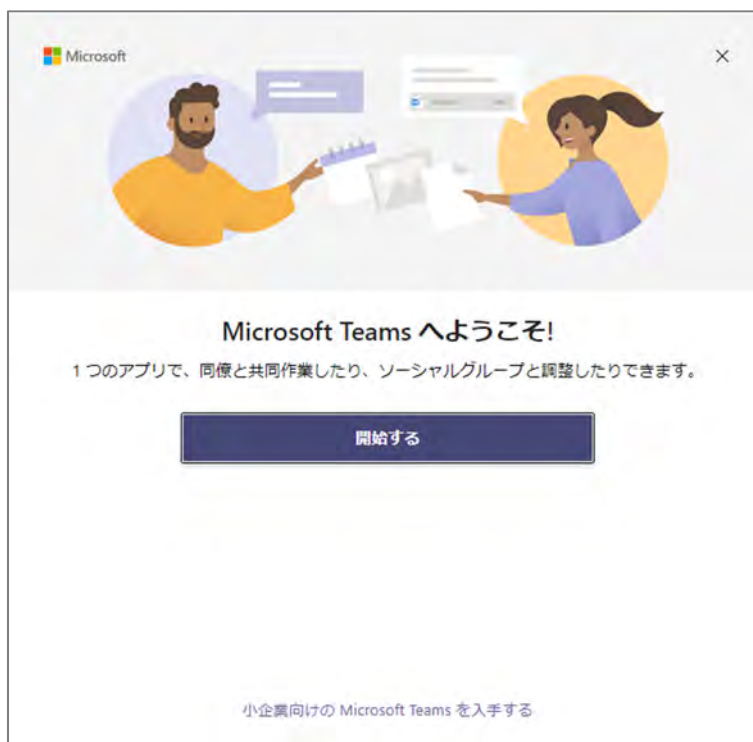 Microsoft
Microsoft Teams へようこそ!
1 つのアプリで、同僚と共同作業したり、ソーシャルグループと調整したりできます。
開始する
小企業向けの Microsoft Teams を入手する